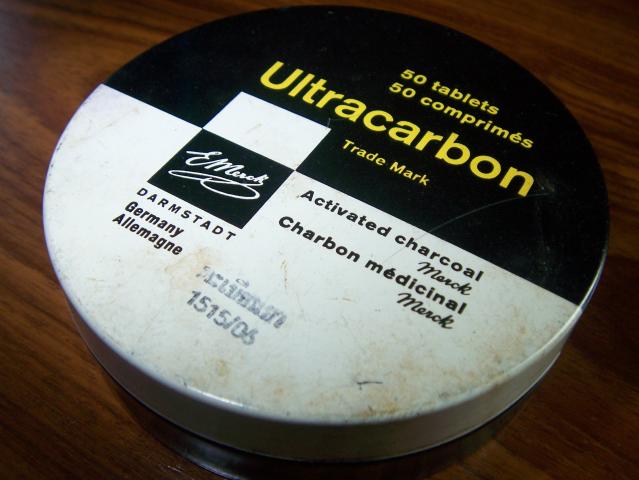 50 tablets
50 comprimés
Ultracarbon
Trade Mark
E. Merck
DARMSTADT
Germany
Allemagne
Activated charcoal
Merck
Charbon médicinal
Merck
1515/06